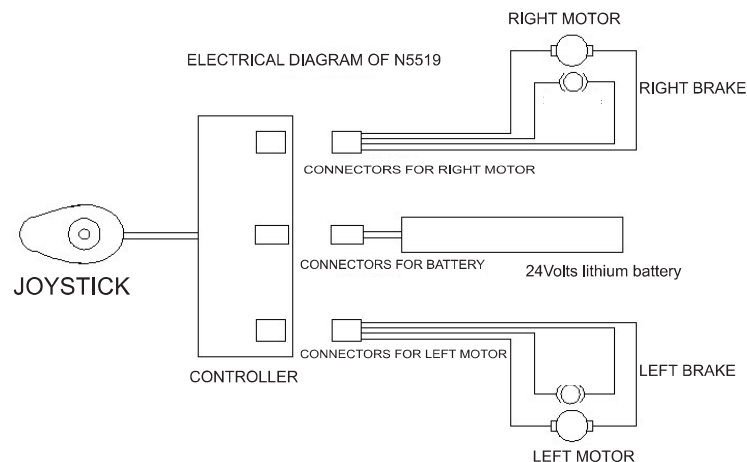 RIGHT MOTOR
ELECTRICAL DIAGRAM OF N5519
RIGHT BRAKE
CONNECTORS FOR RIGHT MOTOR
CONNECTORS FOR BATTERY
24Volts lithium battery
JOYSTICK
CONNECTORS FOR LEFT MOTOR
CONTROLLER
LEFT BRAKE
LEFT MOTOR